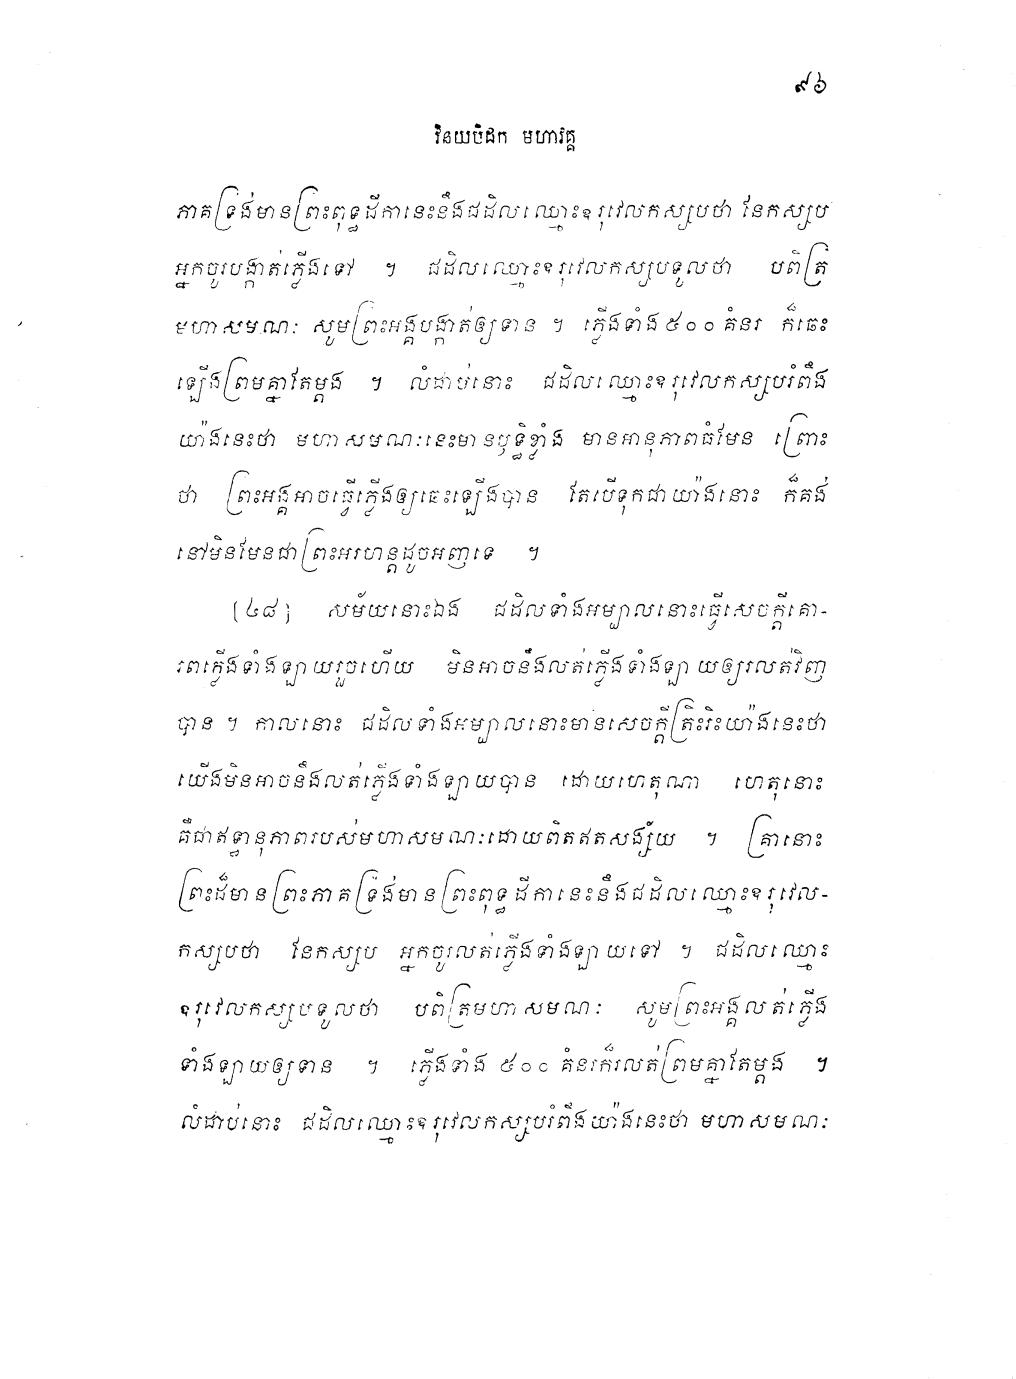 ៩៦
វិនយបិដក មហាវគ្គ
ភាគទ្រង់មានព្រះពុទ្ធដីកានេះនឹងជដិលឈ្មោះឧរុវេលកស្សបថា នែកស្សប
អ្នកចូរបង្កាត់ភ្លើងទៅ ។ ជដិលឈ្មោះឧរុវេលកស្សបទូលថា បពិត្រ
មហាសមណៈ សូមព្រះអង្គបង្កាត់ឲ្យទាន ។ ភ្លើងទាំង៥០០គំនរ ក៏ឆេះ
ឡើងព្រមគ្នាតែម្តង ។ លំដាប់នោះ ជដិលឈ្មោះឧរុវេលកស្សបរំពឹង
យ៉ាងនេះថា មហាសមណៈនេះមានឫទ្ធិខ្លាំង មានអានុភាពធំមែន ព្រោះ
ថា ព្រះអង្គអាចធ្វើភ្លើងឲ្យឆេះឡើងបាន តែបើទុកជាយ៉ាងនោះ ក៏គង់
នៅមិនមែនជាព្រះអរហន្តដូចអញទេ ។
[៤៨] សម័យនោះឯង ជដិលទាំងអម្បាលនោះធ្វើសេចក្តីគោ-
រពភ្លើងទាំងឡាយរួចហើយ មិនអាចនឹងលត់ភ្លើងទាំងឡាយឲ្យរលត់វិញ
បាន ។ កាលនោះ ជដិលទាំងអម្បាលនោះមានសេចក្តីត្រិះរិះយ៉ាងនេះថា
យើងមិនអាចនឹងលត់ភ្លើងទាំងឡាយបាន ដោយហេតុណា ហេតុនោះ
គឺជាឥទ្ធានុភាពរបស់មហាសមណៈដោយពិតឥតសង្ស័យ ។ គ្រានោះ
ព្រះដ៏មានព្រះភាគទ្រង់មានព្រះពុទ្ធដីកានេះនឹងជដិលឈ្មោះឧរុវេល-
កស្សបថា នែកស្សប អ្នកចូរលត់ភ្លើងទាំងឡាយទៅ ។ ជដិលឈ្មោះ
ឧរុវេលកស្សបទូលថា បពិត្រមហាសមណៈ សូមព្រះអង្គលត់ភ្លើង
ទាំងឡាយឲ្យទាន ។ ភ្លើងទាំង ៥០០ គំនរក៏រលត់ព្រមគ្នាតែម្តង ។
លំដាប់នោះ ជដិលឈ្មោះឧរុវេលកស្សបរំពឹងយ៉ាងនេះថា មហាសមណៈ